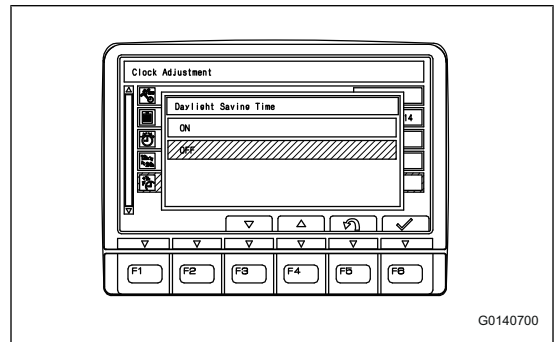 Clock Adjustment
Daylight Saving Time
ON
14
OFF
F1 F2 F3 F4 F5 F6
G0140700